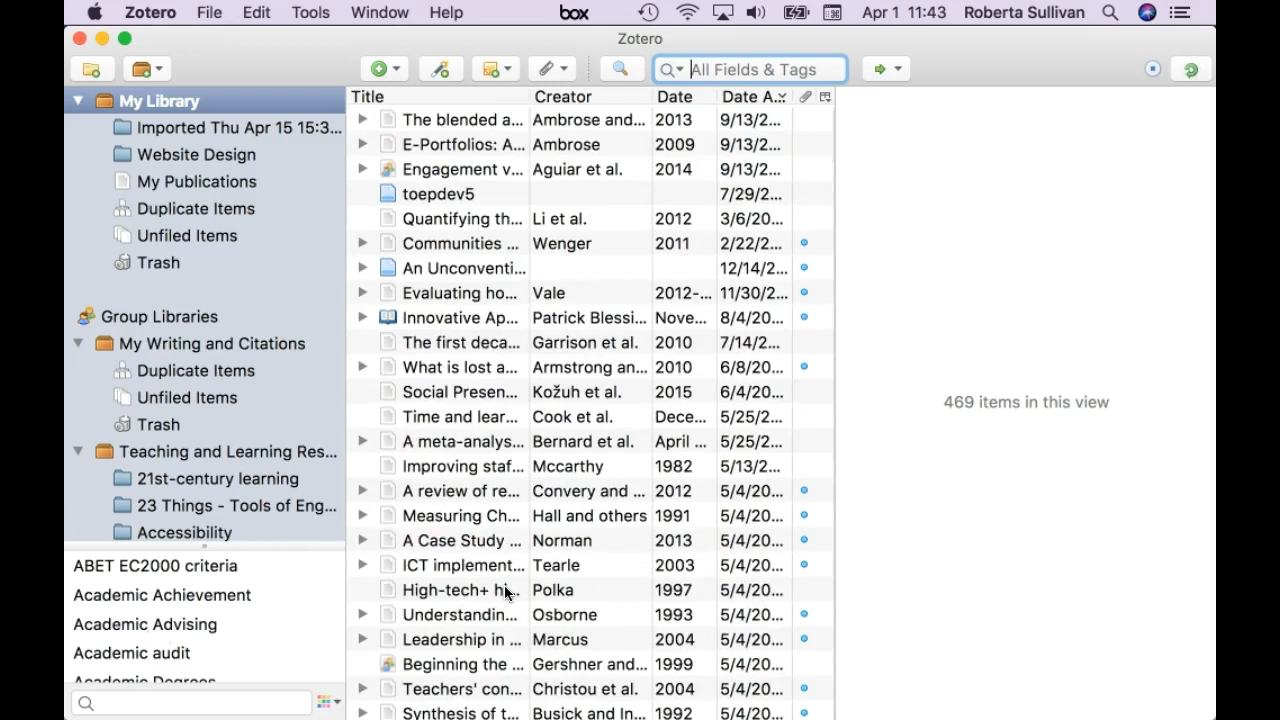 Zotero File Edit Tools Window Help box Apr 1 11:43 Roberta Sullivan
Zotero
All Fields & Tags
My Library
Imported Thu Apr 15 15:3...
Website Design
My Publications
Duplicate Items
Unfiled Items
Trash
Group Libraries
My Writing and Citations
Duplicate Items
Unfiled Items
Trash
Teaching and Learning Res...
21st-century learning
23 Things - Tools of Eng...
Accessibility
ABET EC2000 criteria
Academic Achievement
Academic Advising
Academic audit
Academic Degrees
Title Creator Date Date A...
The blended a... Ambrose and... 2013 9/13/2...
E-Portfolios: A... Ambrose 2009 9/13/2...
Engagement v... Aguiar et al. 2014 9/13/2...
toepdev5 7/29/2...
Quantifying th... Li et al. 2012 3/6/20...
Communities ... Wenger 2011 2/22/2...
An Unconventi... 12/14/2...
Evaluating ho... Vale 2012-... 11/30/2...
Innovative Ap... Patrick Blessi... Nove... 8/4/20...
The first deca... Garrison et al. 2010 7/14/2...
What is lost a... Armstrong an... 2010 6/8/20...
Social Presen... Kožuh et al. 2015 6/4/20...
Time and lear... Cook et al. Dece... 5/25/2...
A meta-analys... Bernard et al. April ... 5/25/2...
Improving staf... Mccarthy 1982 5/13/2...
A review of re... Convery and ... 2012 5/4/20...
Measuring Ch... Hall and others 1991 5/4/20...
A Case Study ... Norman 2013 5/4/20...
ICT implement... Tearle 2003 5/4/20...
High-tech+ h... Polka 1997 5/4/20...
Understandin... Osborne 1993 5/4/20...
Leadership in ... Marcus 2004 5/4/20...
Beginning the ... Gershner and... 1999 5/4/20...
Teachers' con... Christou et al. 2004 5/4/20...
Synthesis of t... Busick and In... 1992 5/4/20...
469 items in this view